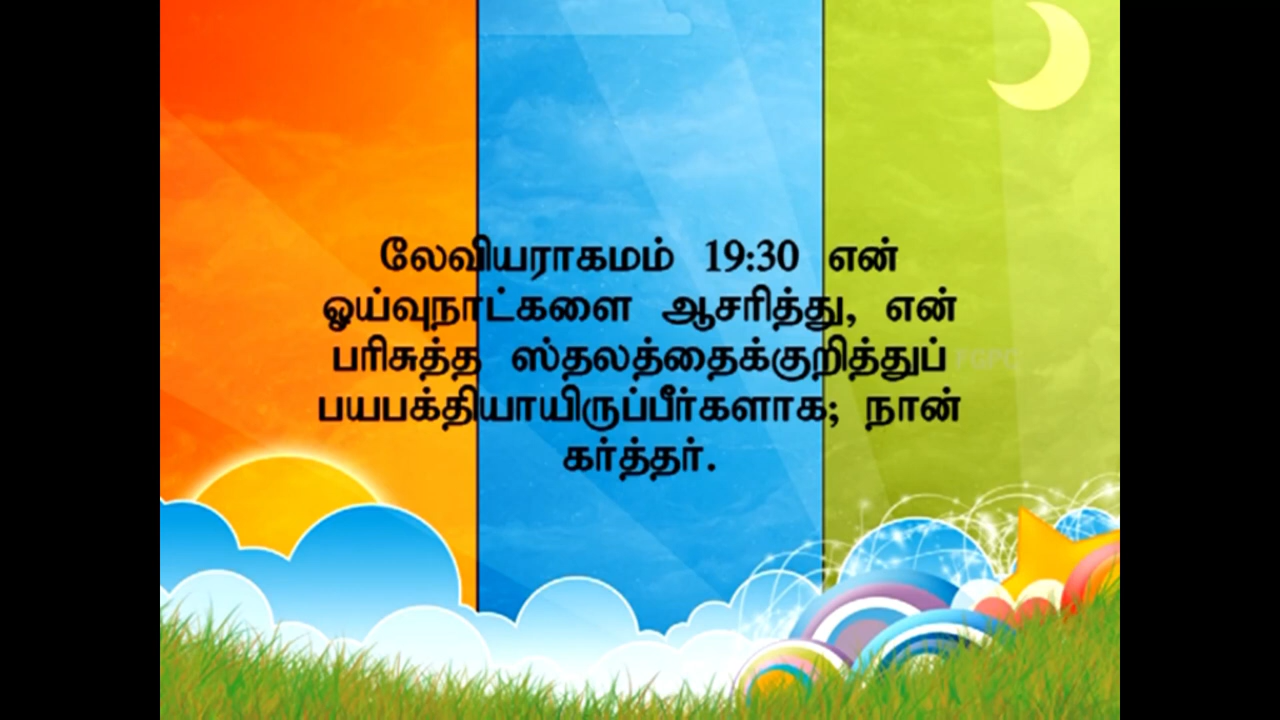 லேவியராகமம் 19:30 என்
ஓய்வுநாட்களை ஆசரித்து, என்
பரிசுத்த ஸ்தலத்தைக்குறித்துப்
பயபக்தியாயிருப்பீர்களாக; நான்
கர்த்தர்.